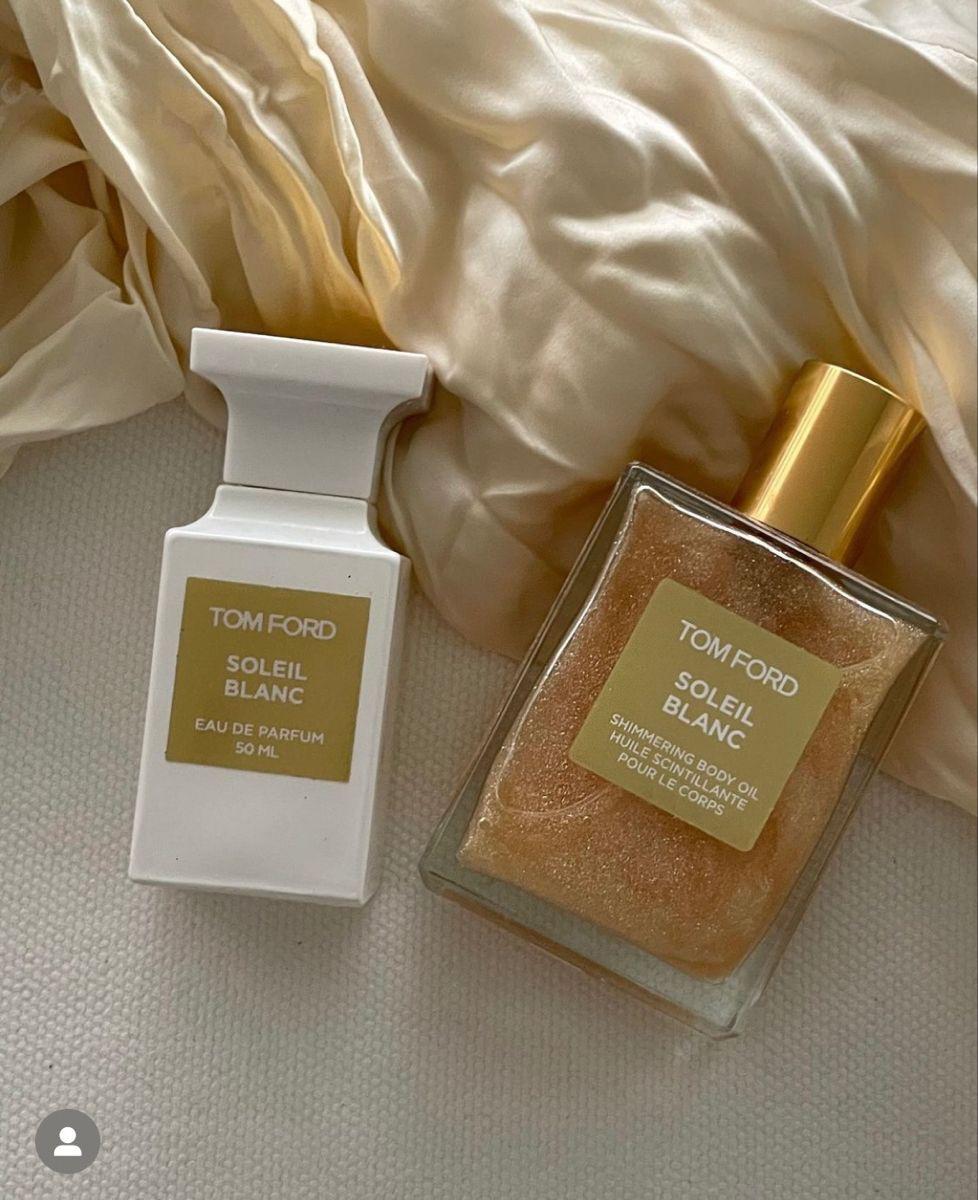 TOM FORD
SOLEIL
BLANC
EAU DE PARFUM
50 ML
TOM FORD
SOLEIL
BLANC
SHIMMERING BODY OIL
HUILE SCINTILLANTE
POUR LE CORPS